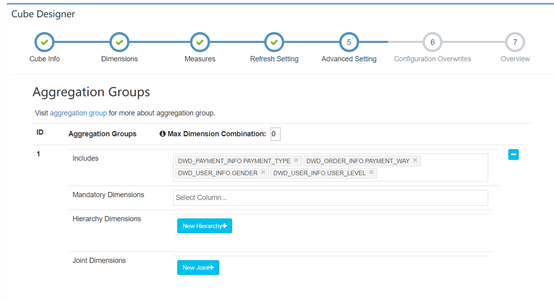 Cube Designer
5
6
7
Cube Info
Dimensions
Measures
Refresh Setting
Advanced Setting
Configuration Overwrites
Overview
Aggregation Groups
Visit aggregation group for more about aggregation group.
ID Aggregation Groups Max Dimension Combination: 0
1 Includes
DWD_PAYMENT_INFO.PAYMENT_TYPE × DWD_ORDER_INFO.PAYMENT_WAY ×
DWD_USER_INFO.GENDER × DWD_USER_INFO.USER_LEVEL ×
Mandatory Dimensions Select Column...
Hierarchy Dimensions
New Hierarchy+
Joint Dimensions
New Joint+